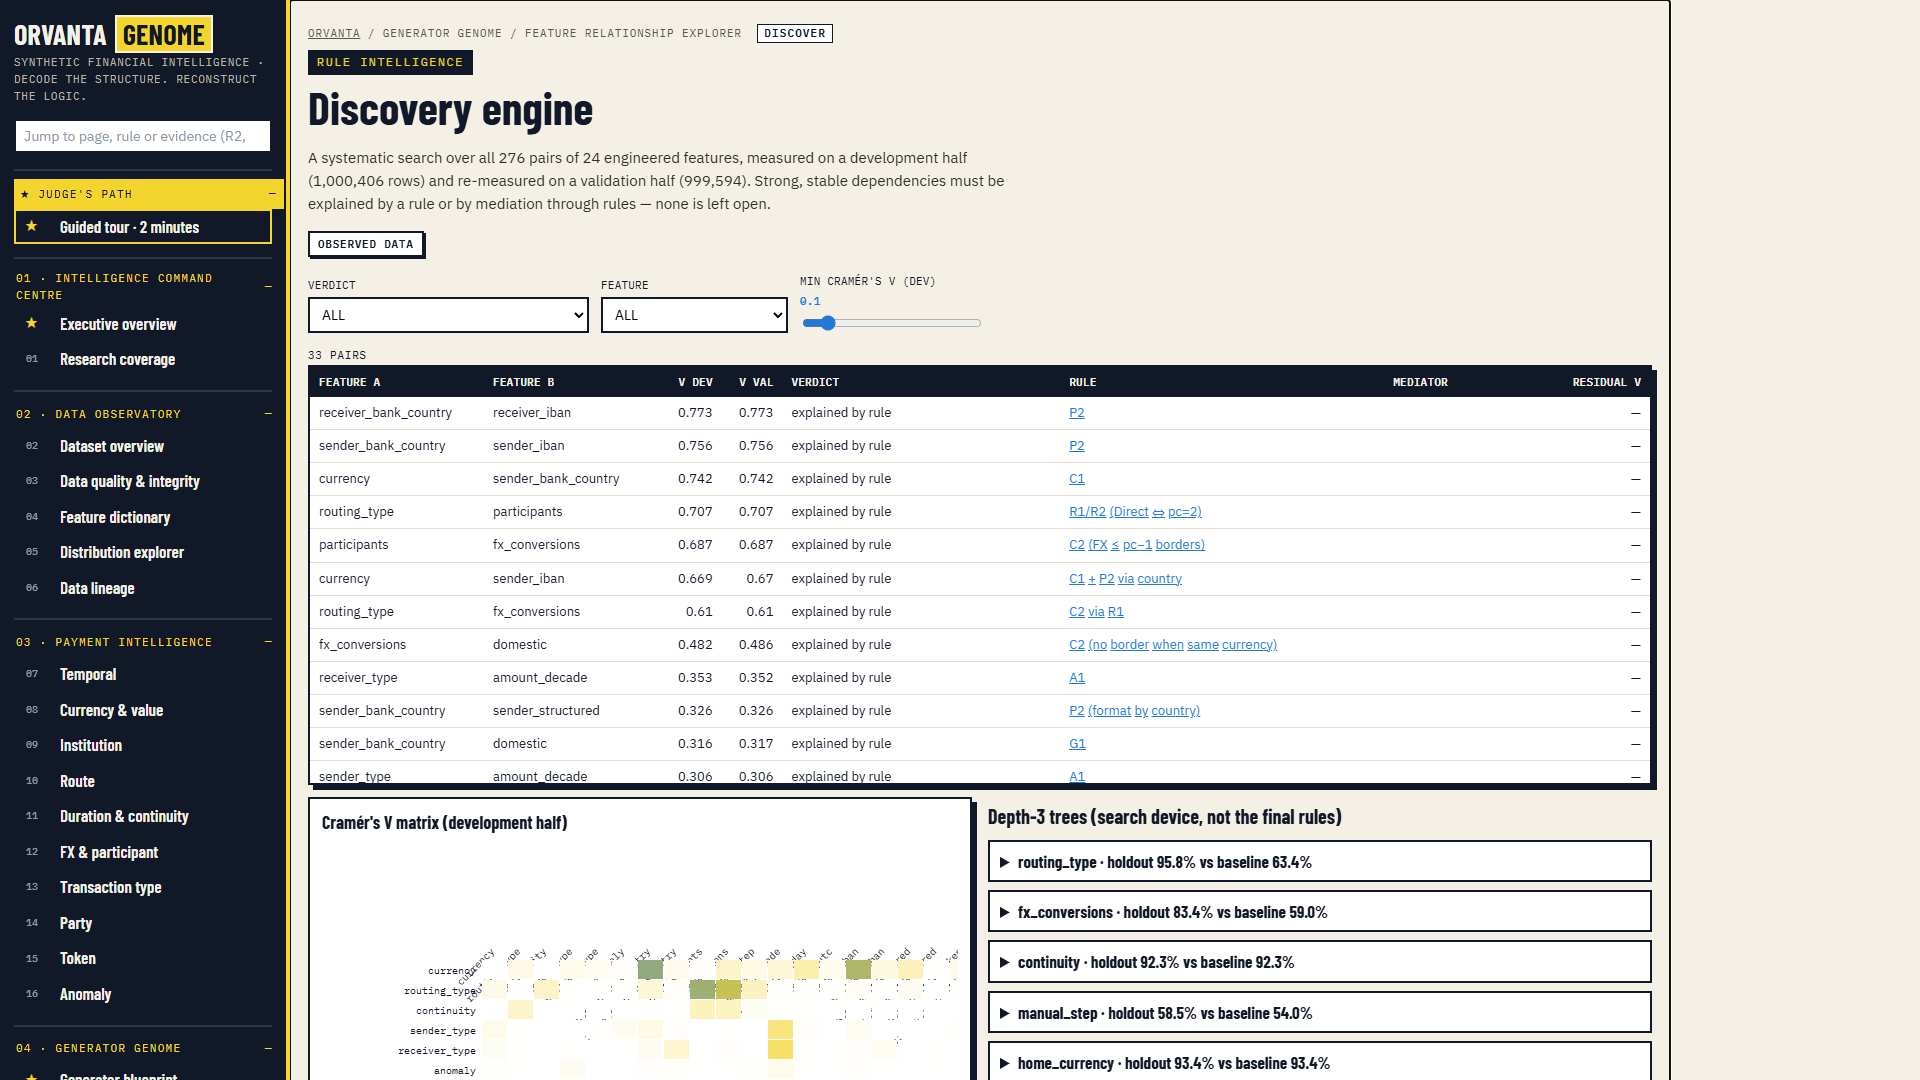 ORVANTA GENOME
SYNTHETIC FINANCIAL INTELLIGENCE ·
DECODE THE STRUCTURE. RECONSTRUCT
THE LOGIC.
Jump to page, rule or evidence (R2,
★ JUDGE'S PATH –
★ Guided tour · 2 minutes
01 · INTELLIGENCE COMMAND
CENTRE –
★ Executive overview
01 Research coverage
02 · DATA OBSERVATORY –
02 Dataset overview
03 Data quality & integrity
04 Feature dictionary
05 Distribution explorer
06 Data lineage
03 · PAYMENT INTELLIGENCE –
07 Temporal
08 Currency & value
09 Institution
10 Route
11 Duration & continuity
12 FX & participant
13 Transaction type
14 Party
15 Token
16 Anomaly
04 · GENERATOR GENOME –
★ Generator blueprint
ORVANTA / GENERATOR GENOME / FEATURE RELATIONSHIP EXPLORER DISCOVER
RULE INTELLIGENCE
Discovery engine
A systematic search over all 276 pairs of 24 engineered features, measured on a development half
(1,000,406 rows) and re-measured on a validation half (999,594). Strong, stable dependencies must be
explained by a rule or by mediation through rules — none is left open.
OBSERVED DATA
VERDICT FEATURE MIN CRAMÉR'S V (DEV)
ALL ALL 0.1
33 PAIRS
FEATURE A FEATURE B V DEV V VAL VERDICT RULE MEDIATOR RESIDUAL V
receiver_bank_country receiver_iban 0.773 0.773 explained by rule P2 —
sender_bank_country sender_iban 0.756 0.756 explained by rule P2 —
currency sender_bank_country 0.742 0.742 explained by rule C1 —
routing_type participants 0.707 0.707 explained by rule R1/R2 (Direct ⇔ pc=2) —
participants fx_conversions 0.687 0.687 explained by rule C2 (FX ≤ pc−1 borders) —
currency sender_iban 0.669 0.67 explained by rule C1 + P2 via country —
routing_type fx_conversions 0.61 0.61 explained by rule C2 via R1 —
fx_conversions domestic 0.482 0.486 explained by rule C2 (no border when same currency) —
receiver_type amount_decade 0.353 0.352 explained by rule A1 —
sender_bank_country sender_structured 0.326 0.326 explained by rule P2 (format by country) —
sender_bank_country domestic 0.316 0.317 explained by rule G1 —
sender_type amount_decade 0.306 0.306 explained by rule A1 —
Cramér's V matrix (development half)
currency
routing_type
continuity
sender_type
receiver_type
anomaly
Depth-3 trees (search device, not the final rules)
▶ routing_type · holdout 95.8% vs baseline 63.4%
▶ fx_conversions · holdout 83.4% vs baseline 59.0%
▶ continuity · holdout 92.3% vs baseline 92.3%
▶ manual_step · holdout 58.5% vs baseline 54.0%
▶ home_currency · holdout 93.4% vs baseline 93.4%